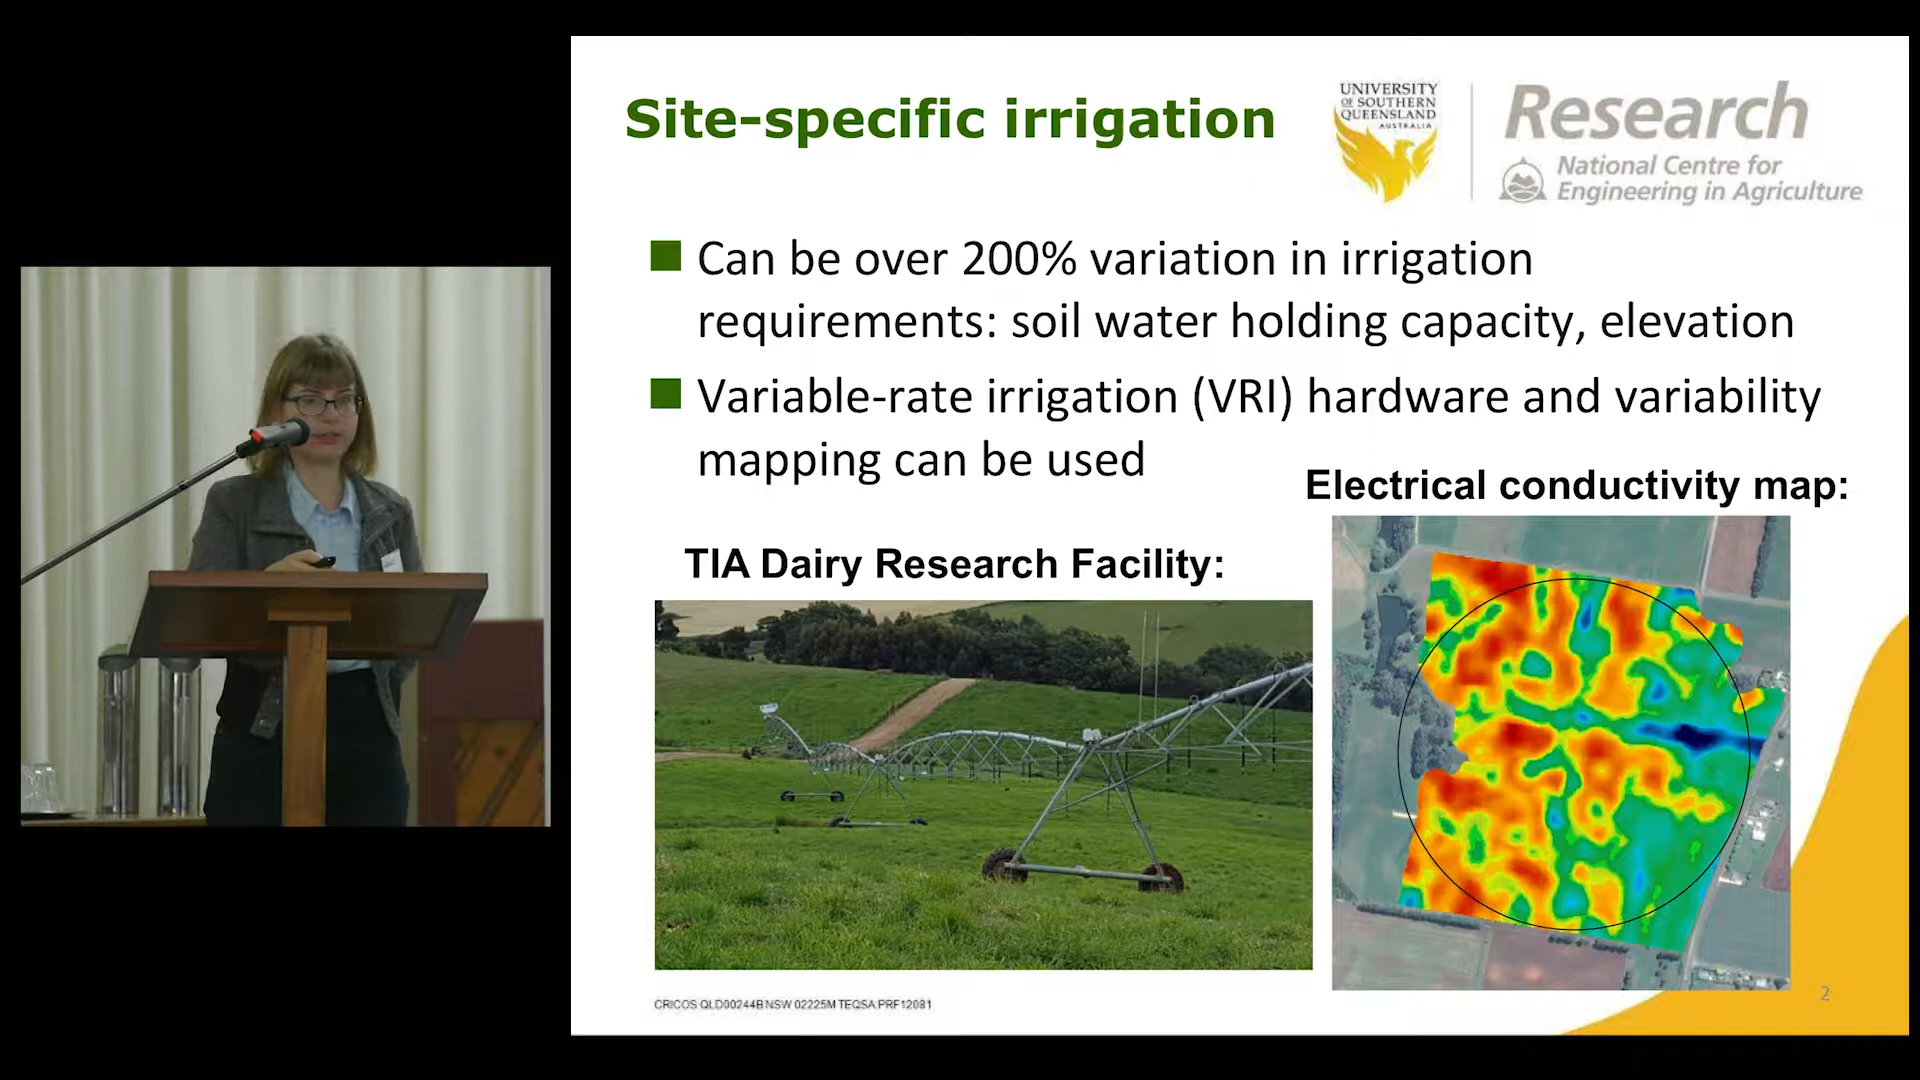 Site-specific irrigation
UNIVERSITY
OF SOUTHERN
QUEENSLAND
AUSTRALIA
Research
National Centre for
Engineering in Agriculture
Can be over 200% variation in irrigation
requirements: soil water holding capacity, elevation
Variable-rate irrigation (VRI) hardware and variability
mapping can be used
Electrical conductivity map:
TIA Dairy Research Facility:
CRICOS QLD00244B NSW 02225M TEQSA:PRF12081
2